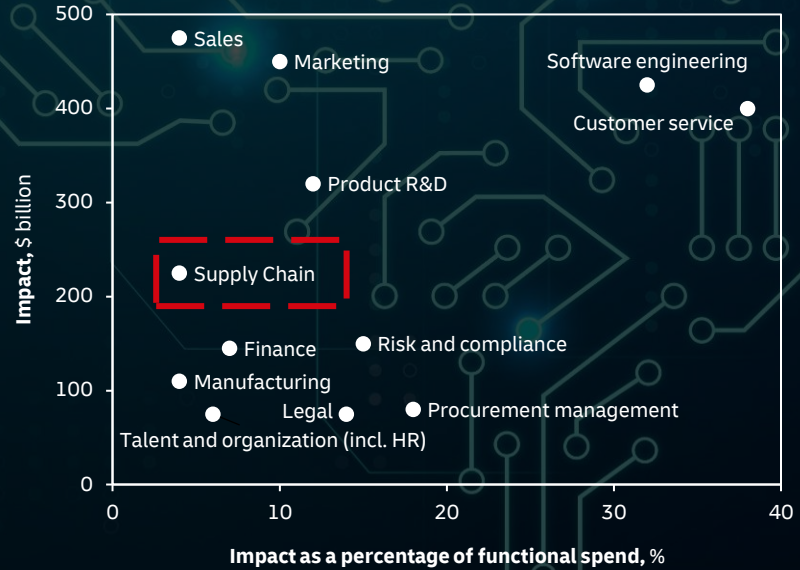 500
Sales
Marketing
Software engineering
400
Customer service
Product R&D
300
Supply Chain
200
Finance
Risk and compliance
Manufacturing
100
Legal
Procurement management
Talent and organization (incl. HR)
0
0 10 20 30 40
Impact, $ billion
Impact as a percentage of functional spend, %